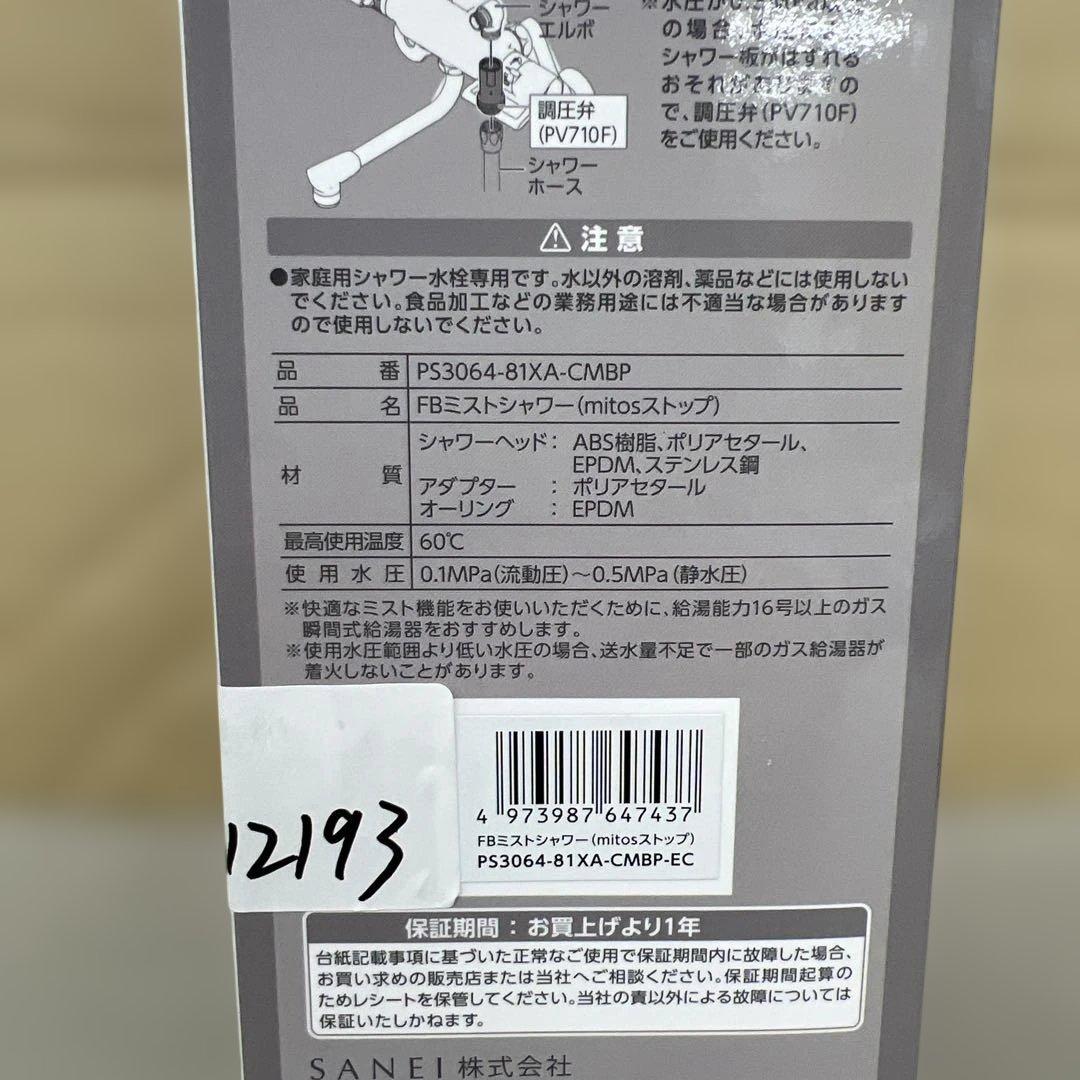 シャワー
エルボ
の場合、
シャワー板がはずれる
おそれがありますの
で、調圧弁(PV710F)
をご使用ください。
調圧弁
(PV710F)
シャワー
ホース
⚠注意
●家庭用シャワー水栓専用です。水以外の溶剤、薬品などには使用しない
でください。食品加工などの業務用途には不適当な場合があります
ので使用しないでください。
品番 PS3064-81XA-CMBP
品名 FBミストシャワー(mitosストップ)
材質 シャワーヘッド: ABS樹脂、ポリアセタール、
EPDM、ステンレス鋼
アダプター : ポリアセタール
オーリング : EPDM
最高使用温度 60℃
使用水圧 0.1MPa(流動圧)～0.5MPa(静水圧)
※快適なミスト機能をお使いいただくために、給湯能力16号以上のガス
瞬間式給湯器をおすすめします。
※使用水圧範囲より低い水圧の場合、送水量不足で一部のガス給湯器が
着火しないことがあります。
12193
4 973987 647437
FBミストシャワー(mitosストップ)
PS3064-81XA-CMBP-EC
保証期間:お買上げより1年
台紙記載事項に基づいた正常なご使用で保証期間内に故障した場合、
お買い求めの販売店または当社へご相談ください。保証期間起算の
ためレシートを保管してください。当社の責以外による故障については
保証いたしかねます。
SANEI株式会社